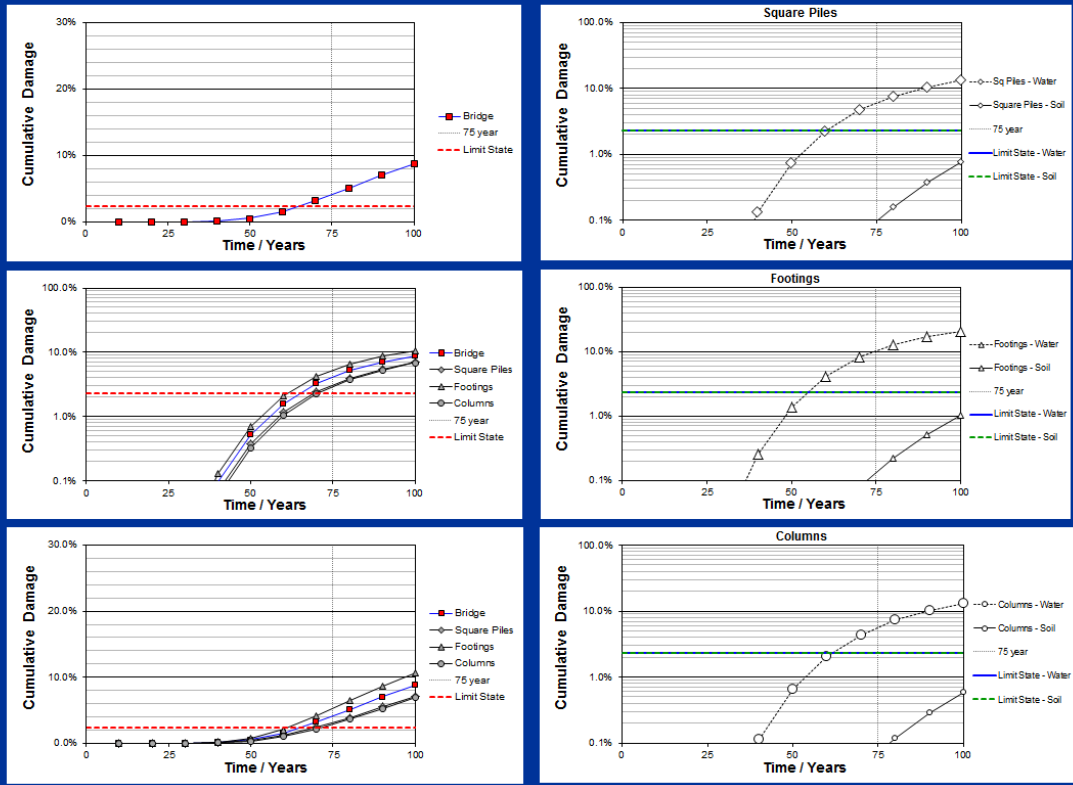 30%
20%
10%
0%
Cumulative Damage
0
25
50
75
100
Time / Years
Bridge
75 year
Limit State
Square Piles
100.0%
10.0%
1.0%
0.1%
Cumulative Damage
0
25
50
75
100
Time / Years
Sq Piles - Water
Square Piles - Soil
75 year
Limit State - Water
Limit State - Soil
100.0%
10.0%
1.0%
0.1%
Cumulative Damage
0
25
50
75
100
Time / Years
Bridge
Square Piles
Footings
Columns
75 year
Limit State
Footings
100.0%
10.0%
1.0%
0.1%
Cumulative Damage
0
25
50
75
100
Time / Years
Footings - Water
Footings - Soil
75 year
Limit State - Water
Limit State - Soil
30.0%
20.0%
10.0%
0.0%
Cumulative Damage
0
25
50
75
100
Time / Years
Bridge
Square Piles
Footings
Columns
75 year
Limit State
Columns
100.0%
10.0%
1.0%
0.1%
Cumulative Damage
0
25
50
75
100
Time / Years
Columns - Water
Columns - Soil
75 year
Limit State - Water
Limit State - Soil